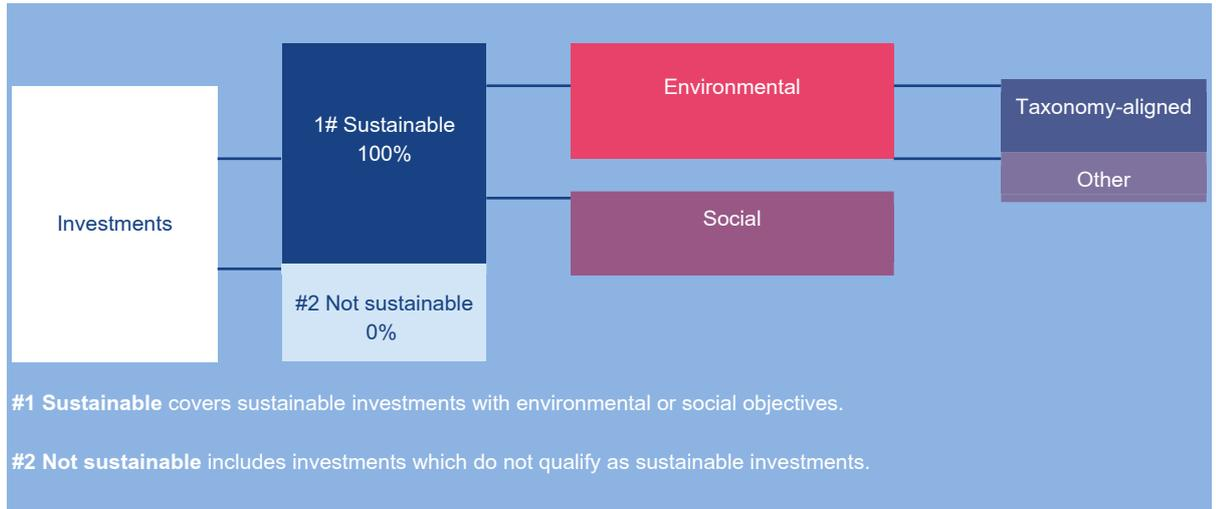 Investments
1# Sustainable
100%
#2 Not sustainable
0%
Environmental
Social
Taxonomy-aligned
Other
#1 Sustainable covers sustainable investments with environmental or social objectives.
#2 Not sustainable includes investments which do not qualify as sustainable investments.